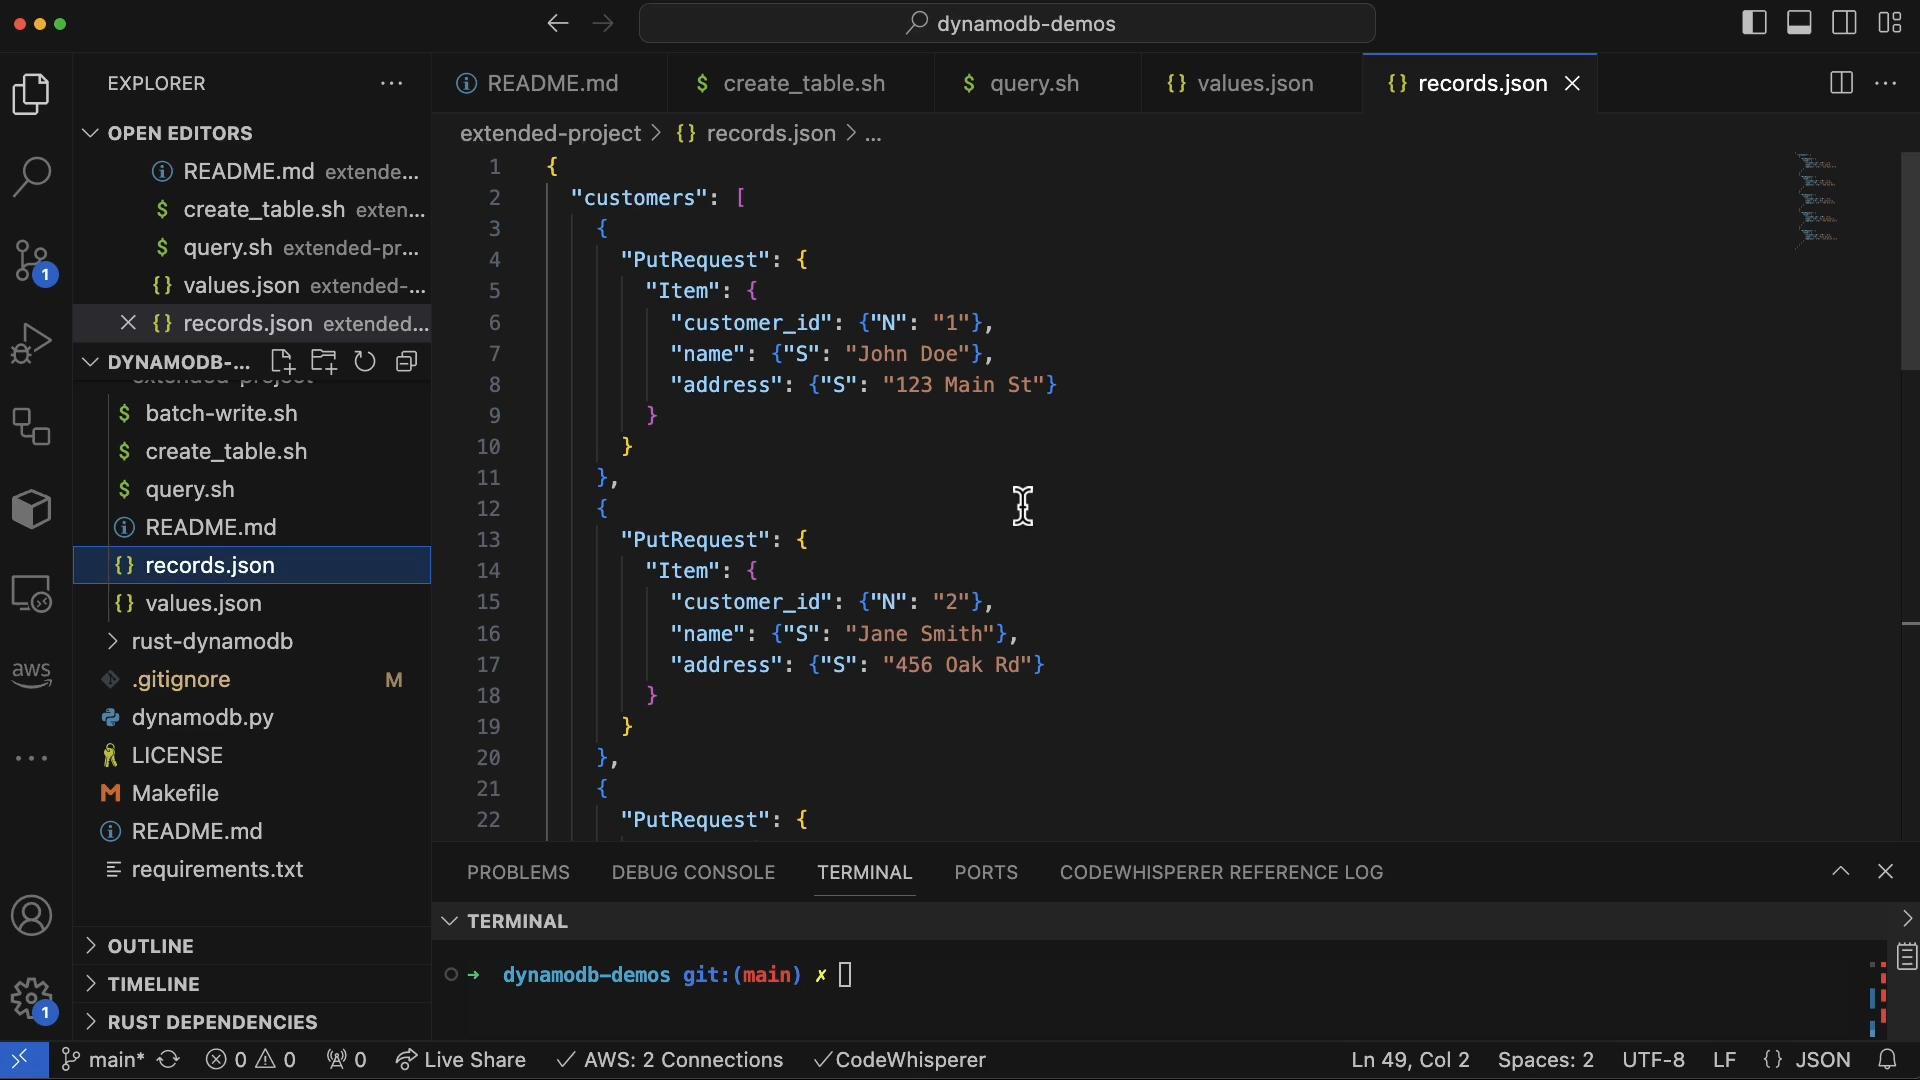 dynamodb-demos
EXPLORER
README.md
$ create_table.sh
$ query.sh
{} values.json
{} records.json
OPEN EDITORS
README.md extende...
$ create_table.sh exten...
$ query.sh extended-pr...
{} values.json extended-...
{} records.json extended...
DYNAMODB-...
extended-project
$ batch-write.sh
$ create_table.sh
$ query.sh
README.md
{} records.json
{} values.json
rust-dynamodb
.gitignore M
dynamodb.py
LICENSE
Makefile
README.md
requirements.txt
OUTLINE
TIMELINE
RUST DEPENDENCIES
1
aws
1
extended-project > {} records.json > ...
1 {
2 "customers": [
3 {
4 "PutRequest": {
5 "Item": {
6 "customer_id": {"N": "1"},
7 "name": {"S": "John Doe"},
8 "address": {"S": "123 Main St"}
9 }
10 }
11 },
12 {
13 "PutRequest": {
14 "Item": {
15 "customer_id": {"N": "2"},
16 "name": {"S": "Jane Smith"},
17 "address": {"S": "456 Oak Rd"}
18 }
19 }
20 },
21 {
22 "PutRequest": {
PROBLEMS DEBUG CONSOLE TERMINAL PORTS CODEWHISPERER REFERENCE LOG
TERMINAL
→ dynamodb-demos git:(main) ✗
main* 0 0 0 Live Share ✓ AWS: 2 Connections ✓CodeWhisperer Ln 49, Col 2 Spaces: 2 UTF-8 LF {} JSON